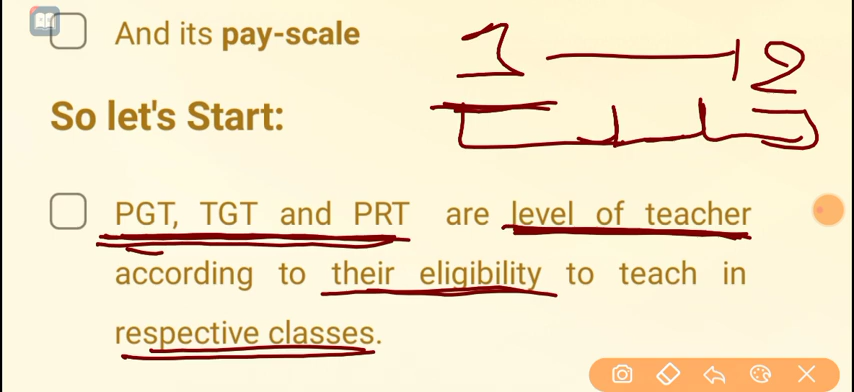 And its pay-scale
1 — 12
So let's Start:
PGT, TGT and PRT are level of teacher
according to their eligibility to teach in
respective classes.